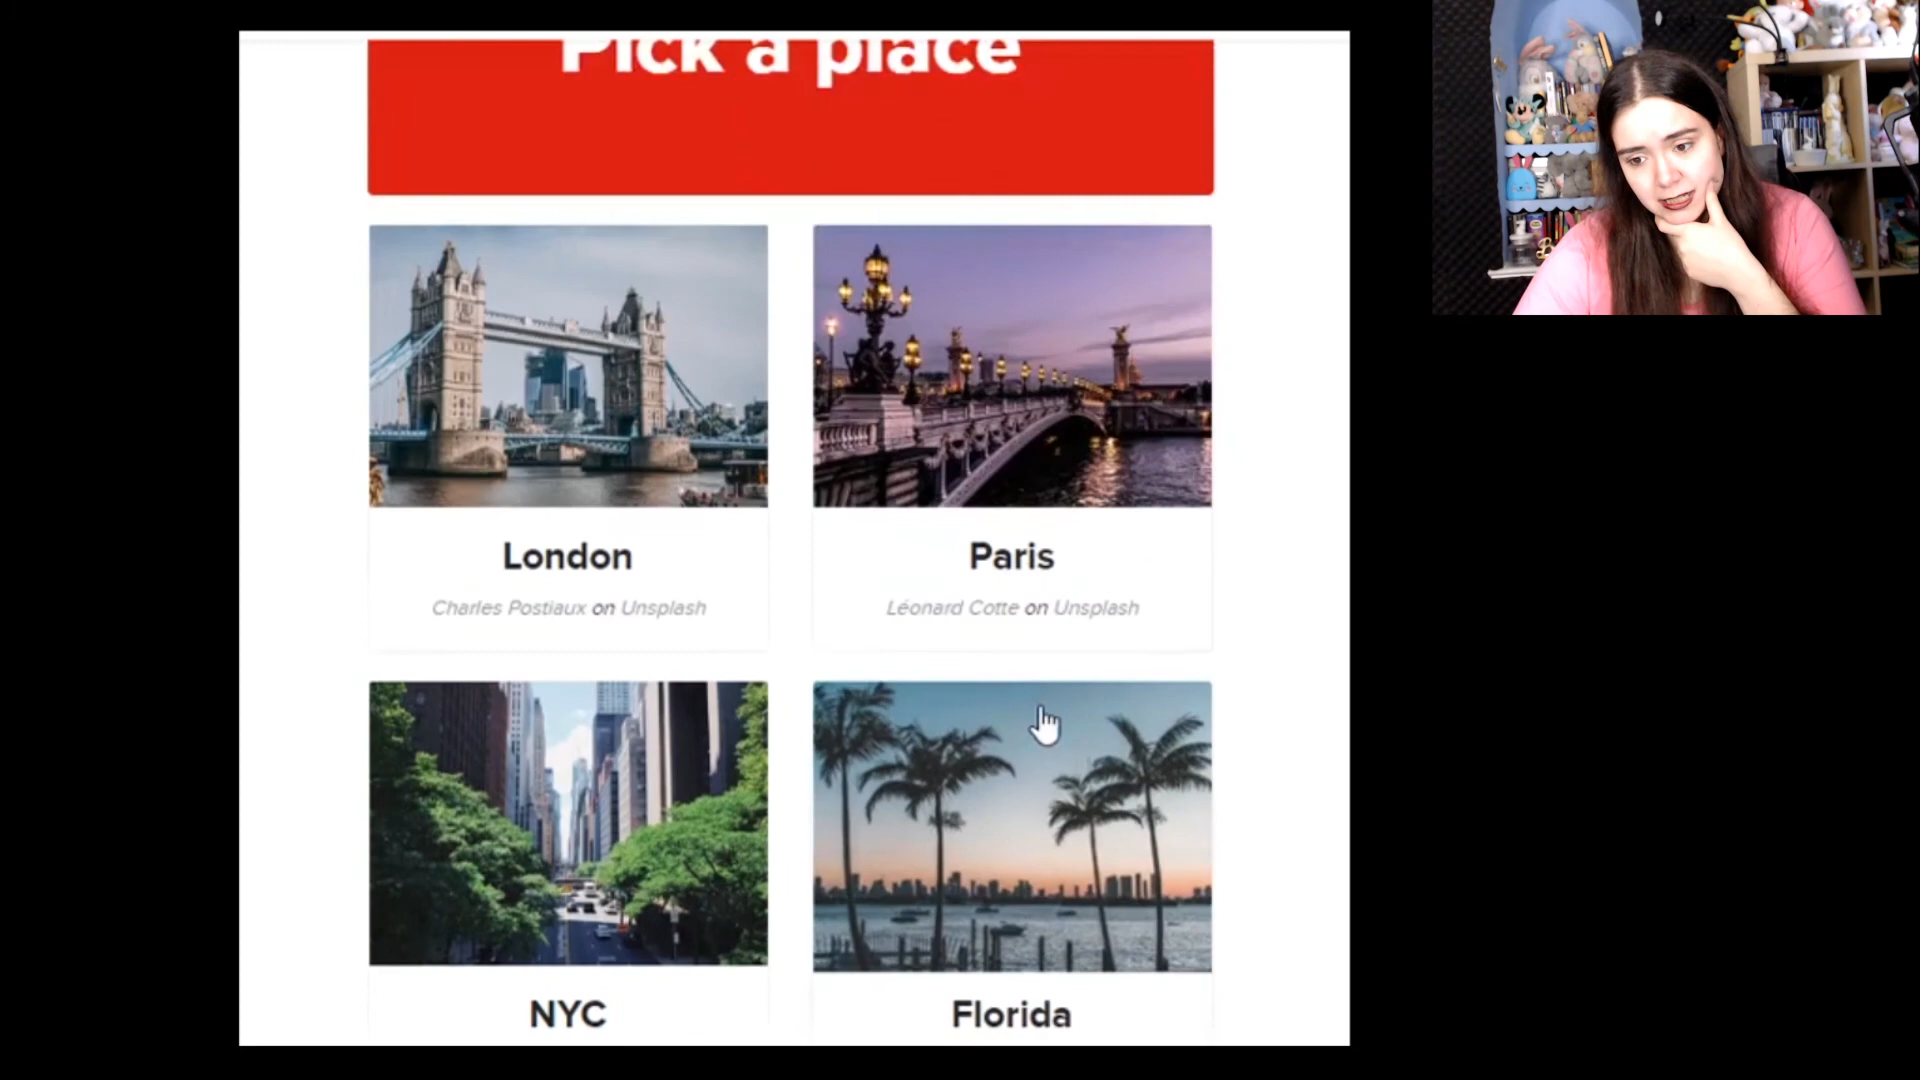 Pick a place
London
Charles Postiaux on Unsplash
Paris
Léonard Cotte on Unsplash
NYC
Florida